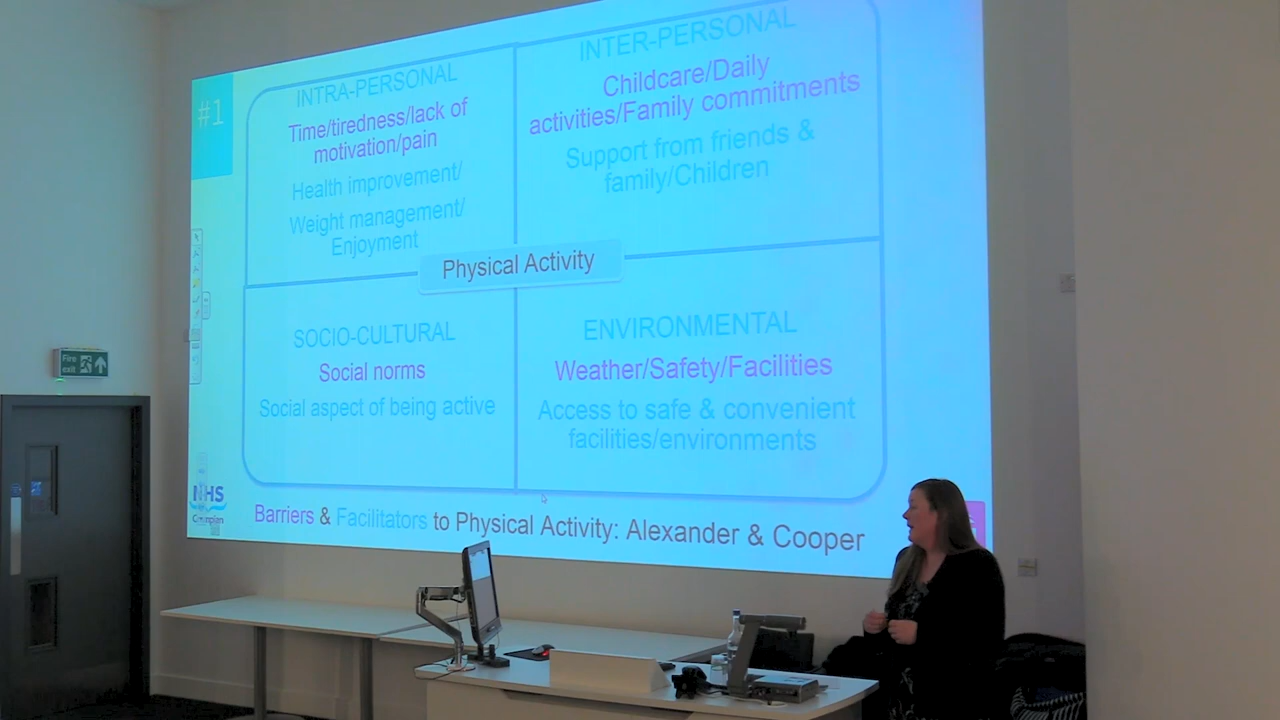 #1
INTRA-PERSONAL
Time/tiredness/lack of
motivation/pain
Health improvement/
Weight management/
Enjoyment
INTER-PERSONAL
Childcare/Daily
activities/Family commitments
Support from friends &
family/Children
Physical Activity
SOCIO-CULTURAL
Social norms
Social aspect of being active
ENVIRONMENTAL
Weather/Safety/Facilities
Access to safe & convenient
facilities/environments
NHS
Grampian
Barriers & Facilitators to Physical Activity: Alexander & Cooper
Fire
exit